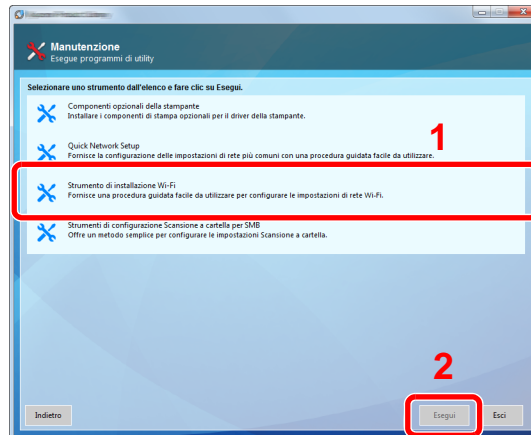 Manutenzione
Esegue programmi di utility
Selezionare uno strumento dall'elenco e fare clic su Esegui.
Componenti opzionali della stampante
Installare i componenti di stampa opzionali per il driver della stampante.
1
Quick Network Setup
Fornisce la configurazione delle impostazioni di rete più comuni con una procedura guidata facile da utilizzare.
Strumento di installazione Wi-Fi
Fornisce una procedura guidata facile da utilizzare per configurare le impostazioni di rete Wi-Fi.
Strumenti di configurazione Scansione a cartella per SMB
Offre un metodo semplice per configurare le impostazioni Scansione a cartella.
2
Indietro
Esegui
Esci